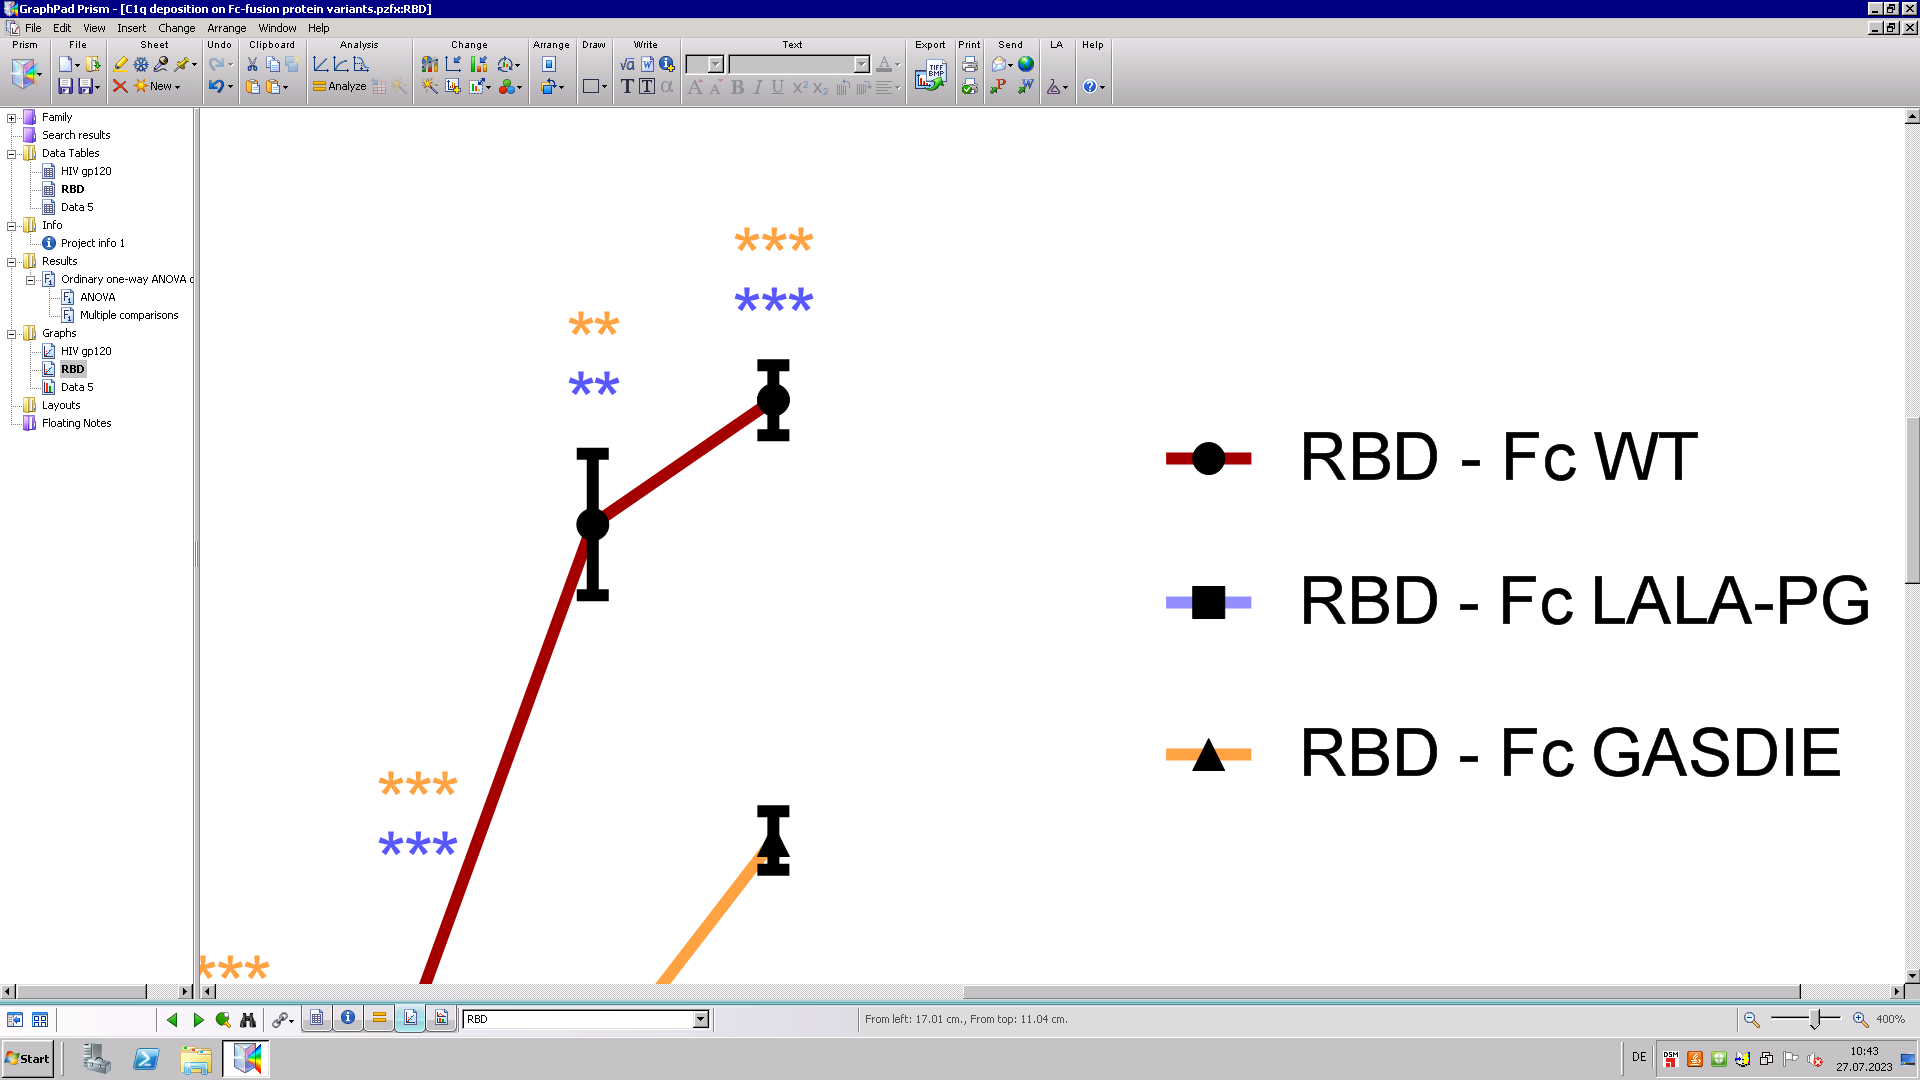 GraphPad Prism - [C1q deposition on Fc-fusion protein variants.pzfx:RBD]
File Edit View Insert Change Arrange Window Help
Prism File Sheet Undo Clipboard Analysis Change Arrange Draw Write Text Export Print Send LA Help
New
Analyze
Family
Search results
Data Tables
HIV gp120
RBD
Data 5
Info
Project info 1
Results
Ordinary one-way ANOVA
ANOVA
Multiple comparisons
Graphs
HIV gp120
RBD
Data 5
Layouts
Floating Notes
***
***
**
**
***
***
***
RBD - Fc WT
RBD - Fc LALA-PG
RBD - Fc GASDIE
RBD
From left: 17.01 cm., From top: 11.04 cm.
400%
Start
DE
10:43
27.07.2023